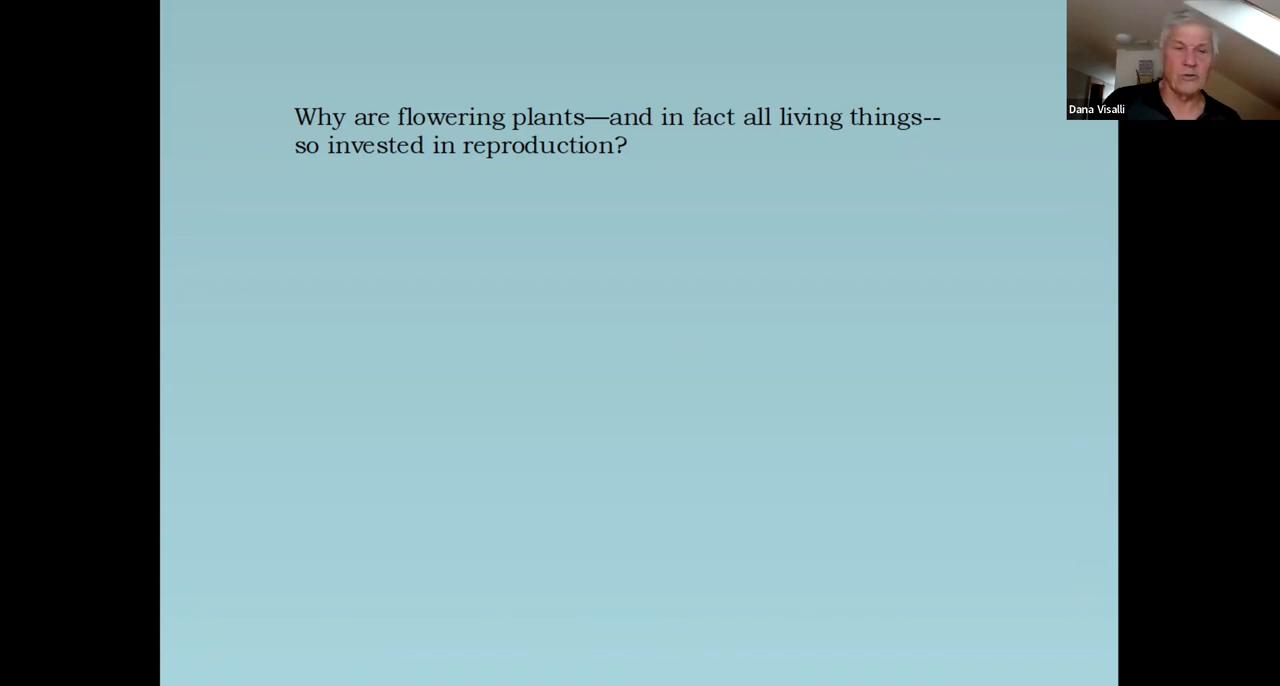 Why are flowering plants—and in fact all living things--
so invested in reproduction?
Dana Visalli